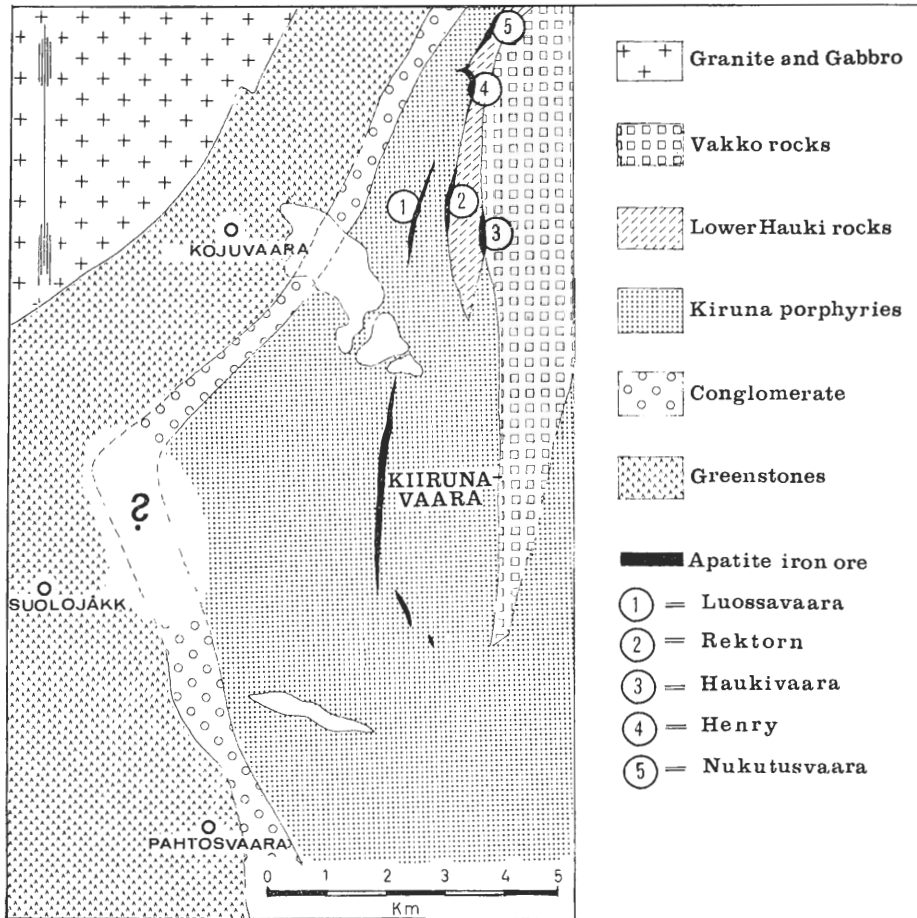 5
4
1
2
3
KOJUVAARA
KIIRUNA-
VAARA
?
SUOLOJÅKK
PAHTOSVAARA
0 1 2 3 4 5
Km
Granite and Gabbro
Vakko rocks
Lower Hauki rocks
Kiruna porphyries
Conglomerate
Greenstones
Apatite iron ore
1 = Luossavaara
2 = Rektorn
3 = Haukivaara
4 = Henry
5 = Nukutusvaara